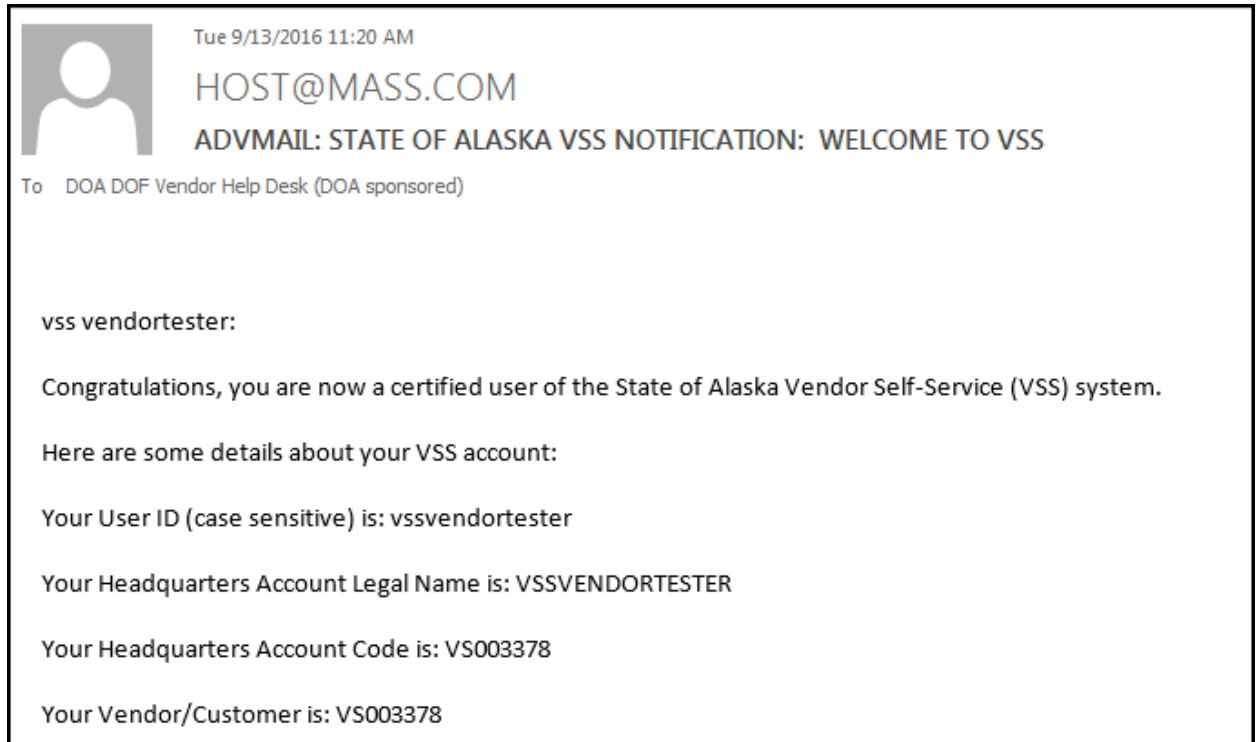 Tue 9/13/2016 11:20 AM
HOST@MASS.COM
ADVMAIL: STATE OF ALASKA VSS NOTIFICATION:  WELCOME TO VSS
To DOA DOF Vendor Help Desk (DOA sponsored)
vss vendortester:
Congratulations, you are now a certified user of the State of Alaska Vendor Self-Service (VSS) system.
Here are some details about your VSS account:
Your User ID (case sensitive) is: vssvendortester
Your Headquarters Account Legal Name is: VSSVENDORTESTER
Your Headquarters Account Code is: VS003378
Your Vendor/Customer is: VS003378